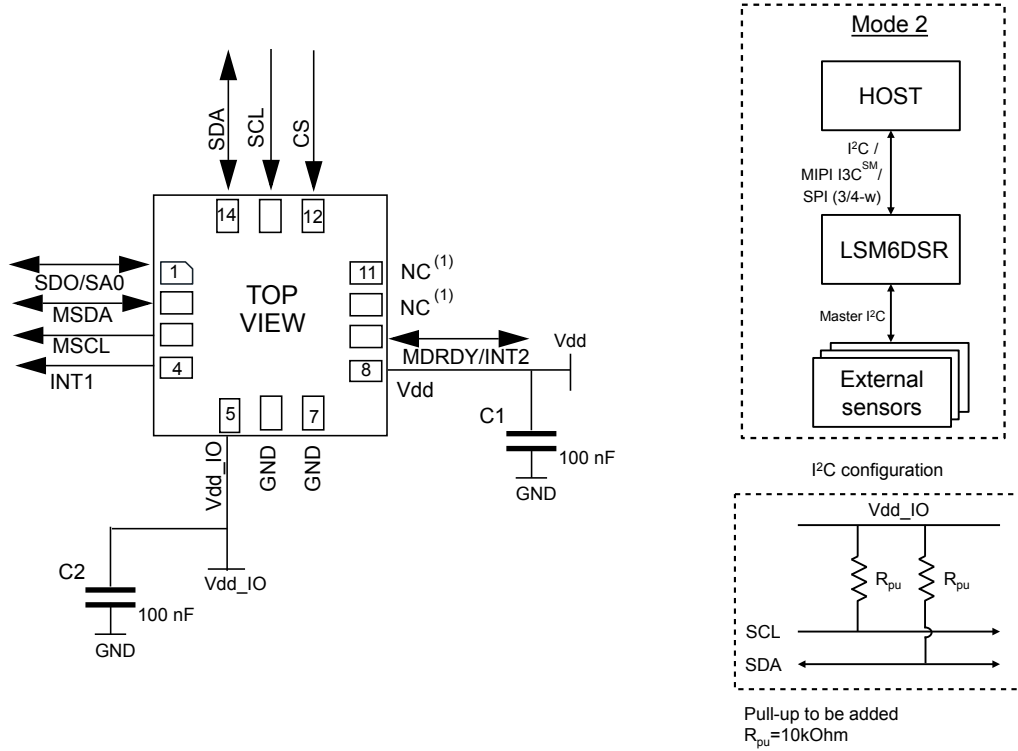 SDA
SCL
CS
14
12
1
SDO/SA0
MSDA
MSCL
4
INT1
TOP
VIEW
11
NC (1)
NC (1)
MDRDY/INT2
8
Vdd
Vdd
5
7
Vdd_IO
GND
GND
C1
100 nF
GND
C2
100 nF
GND
Vdd_IO
Mode 2
HOST
I²C /
MIPI I3C SM/
SPI (3/4-w)
LSM6DSR
Master I²C
External
sensors
I²C configuration
Vdd_IO
Rpu
Rpu
SCL
SDA
Pull-up to be added
Rpu=10kOhm